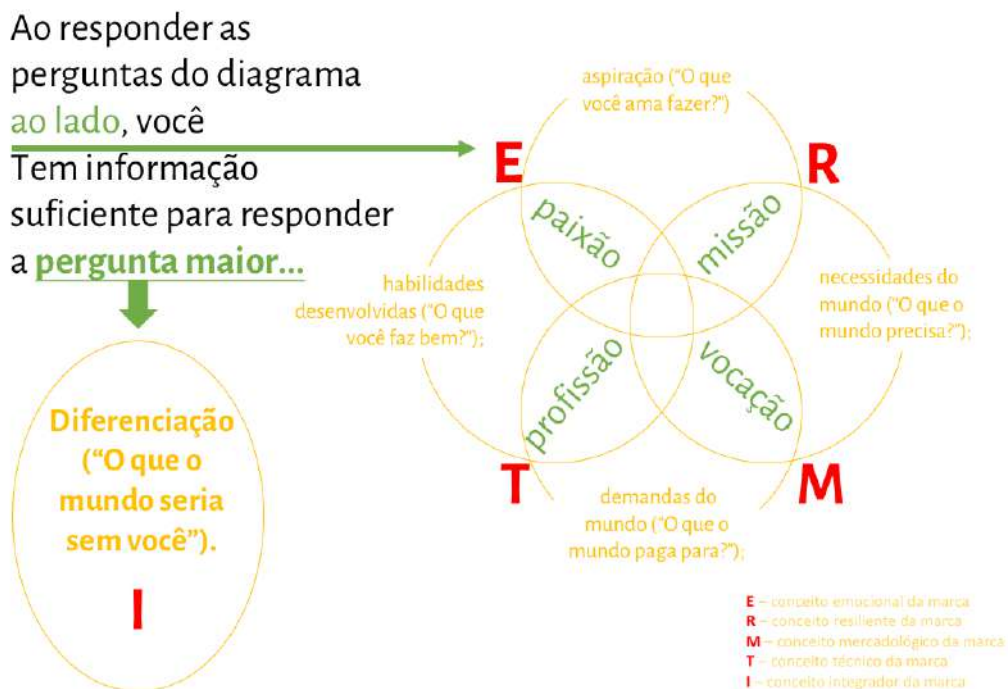 Ao responder as
perguntas do diagrama
ao lado, você
Tem informação
suficiente para responder
a pergunta maior...
Diferenciação
("O que o
mundo seria
sem você").
I
aspiração ("O que
você ama fazer?")
E
R
paixão
missão
habilidades
desenvolvidas ("O que
você faz bem?");
necessidades do
mundo ("O que o
mundo precisa?");
profissão
vocação
T
M
demandas do
mundo ("O que o
mundo paga para?");
E – conceito emocional da marca
R – conceito resiliente da marca
M – conceito mercadológico da marca
T – conceito técnico da marca
I – conceito integrador da marca